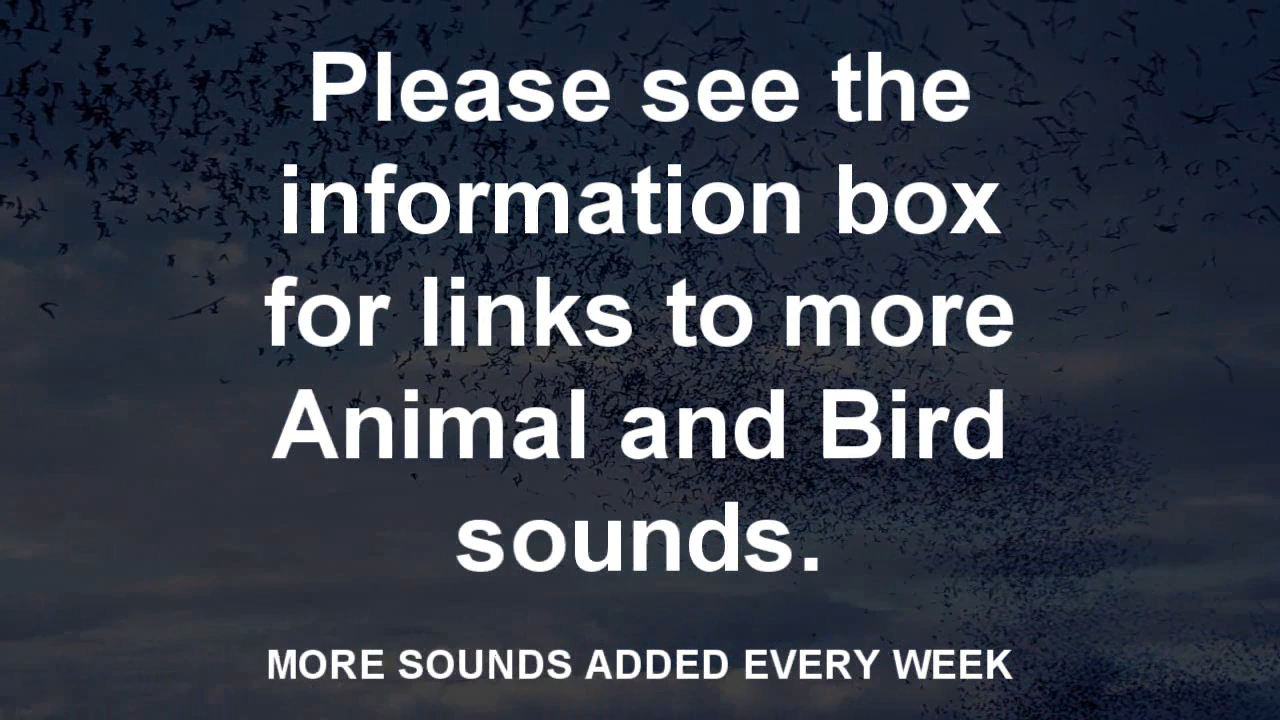 Please see the
information box
for links to more
Animal and Bird
sounds.
MORE SOUNDS ADDED EVERY WEEK